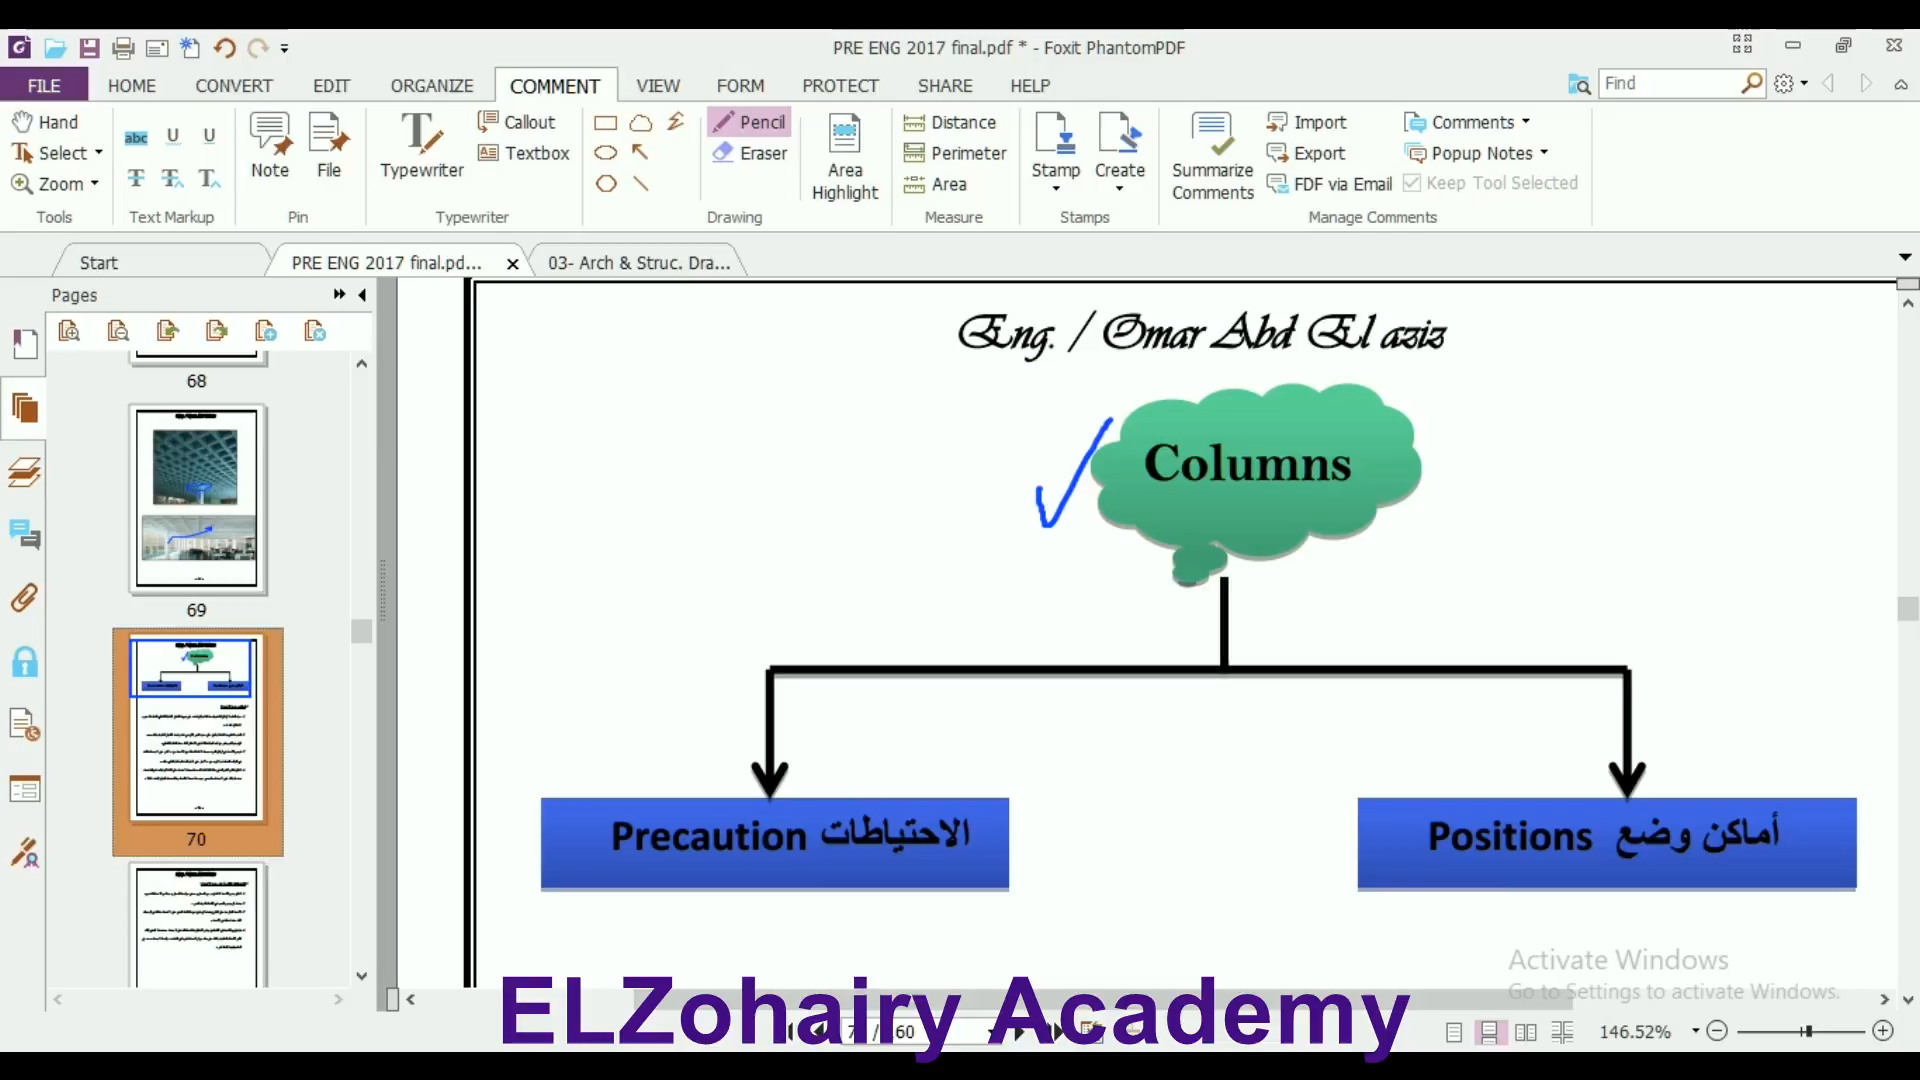 PRE ENG 2017 final.pdf * - Foxit PhantomPDF
FILE HOME CONVERT EDIT ORGANIZE COMMENT VIEW FORM PROTECT SHARE HELP Find
Hand
Select
Zoom
Tools
abc U U
T T T
Text Markup
Note File
Pin
Typewriter
Callout
Textbox
Typewriter
Pencil
Eraser
Drawing
Area
Highlight
Distance
Perimeter
Area
Measure
Stamp Create
Stamps
Summarize
Comments
Import
Export
FDF via Email
Comments
Popup Notes
Keep Tool Selected
Manage Comments
Start PRE ENG 2017 final.pd... 03- Arch & Struc. Dra...
Pages
68
69
70
Eng. / Omar Abd El aziz
Columns
Precaution الاحتياطات
Positions أماكن وضع
Activate Windows
Go to Settings to activate Windows.
ELZohairy Academy
146.52%